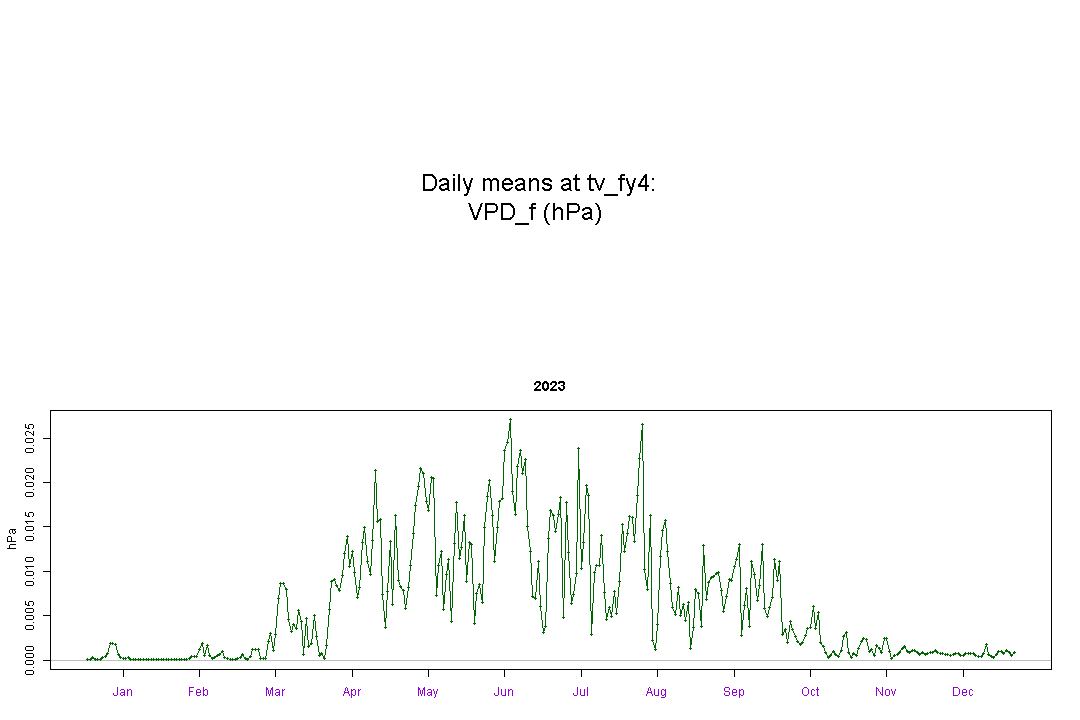 Daily means at tv_fy4:
VPD_f (hPa)
2023
hPa
0.025
0.020
0.015
0.010
0.005
0.000
Jan Feb Mar Apr May Jun Jul Aug Sep Oct Nov Dec